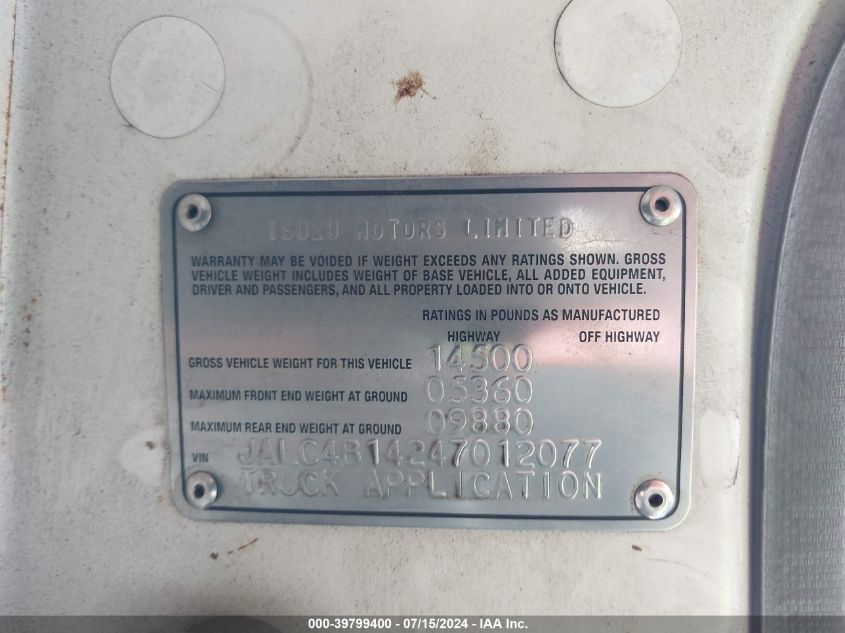 ISUZU MOTORS LIMITED
WARRANTY MAY BE VOIDED IF WEIGHT EXCEEDS ANY RATINGS SHOWN. GROSS
VEHICLE WEIGHT INCLUDES WEIGHT OF BASE VEHICLE, ALL ADDED EQUIPMENT,
DRIVER AND PASSENGERS, AND ALL PROPERTY LOADED INTO OR ONTO VEHICLE.
RATINGS IN POUNDS AS MANUFACTURED
HIGHWAY OFF HIGHWAY
GROSS VEHICLE WEIGHT FOR THIS VEHICLE 14500
MAXIMUM FRONT END WEIGHT AT GROUND 05360
MAXIMUM REAR END WEIGHT AT GROUND 09880
VIN JALC4B14247012077
TRUCK APPLICATION
000-39799400 - 07/15/2024 - IAA Inc.